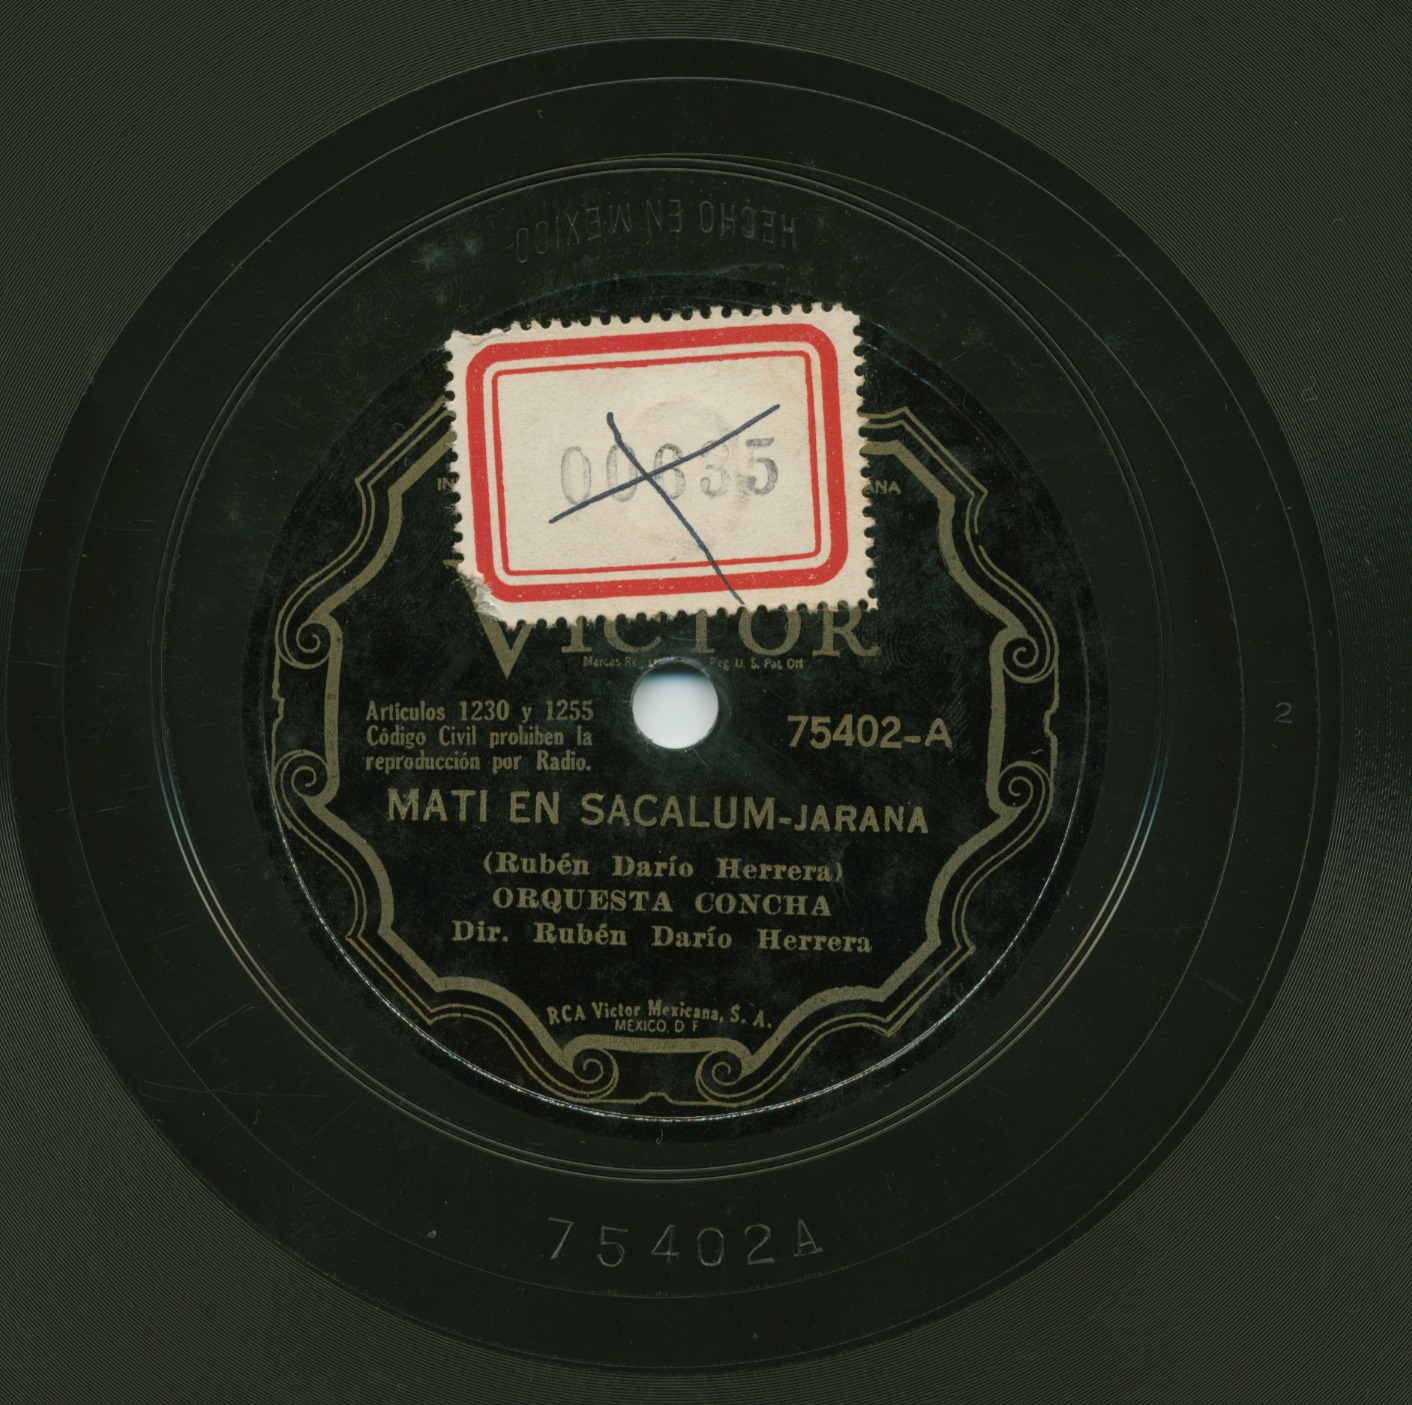 HECHO EN MEXICO
00635
VICTOR
75402-A
Artículos 1230 y 1255
Código Civil prohiben la
reproducción por Radio.
MATI EN SACALUM-JARANA
(Rubén Darío Herrera)
ORQUESTA CONCHA
Dir. Rubén Darío Herrera
RCA Victor Mexicana, S. A.
MEXICO, D F
75402A
2